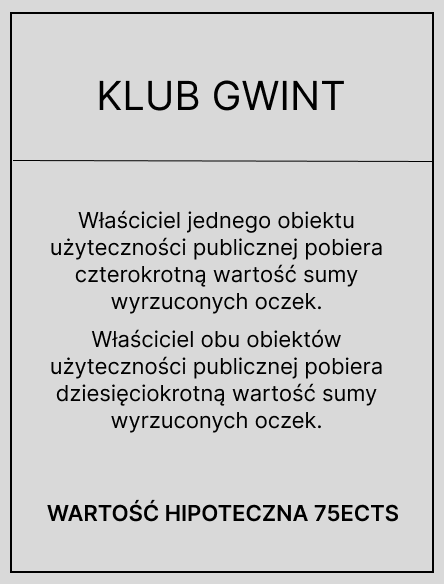 KLUB GWINT
Właściciel jednego obiektu
użyteczności publicznej pobiera
czterokrotną wartość sumy
wyrzuconych oczek.
Właściciel obu obiektów
użyteczności publicznej pobiera
dziesięciokrotną wartość sumy
wyrzuconych oczek.
WARTOŚĆ HIPOTECZNA 75ECTS